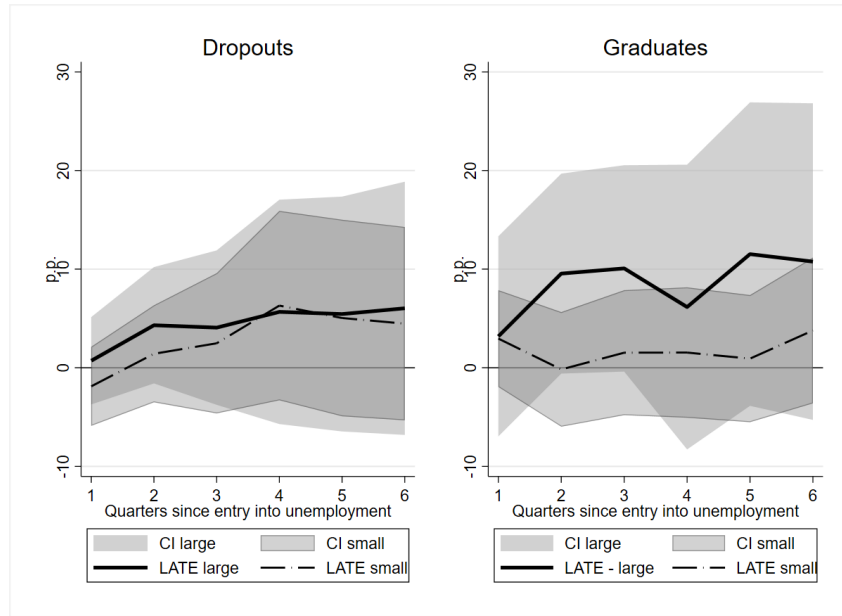 Dropouts
30
20
10
0
-10
p.p.
1 2 3 4 5 6
Quarters since entry into unemployment
CI large CI small
LATE large LATE small
Graduates
30
20
10
0
-10
p.p.
1 2 3 4 5 6
Quarters since entry into unemployment
CI large CI small
LATE - large LATE small